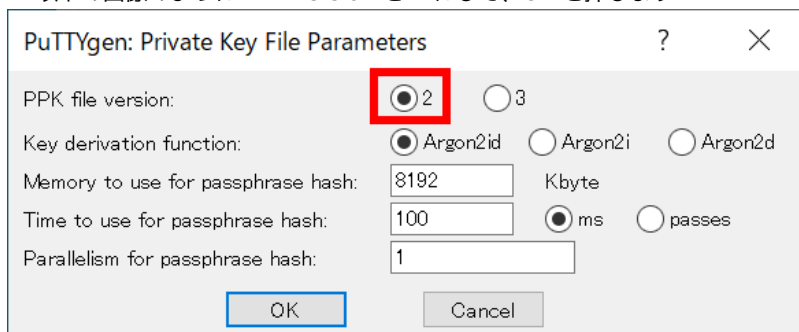 PuTTYgen: Private Key File Parameters ?
PPK file version: 2 3
Key derivation function: Argon2id Argon2i Argon2d
Memory to use for passphrase hash: 8192 Kbyte
Time to use for passphrase hash: 100 ms passes
Parallelism for passphrase hash: 1
OK Cancel